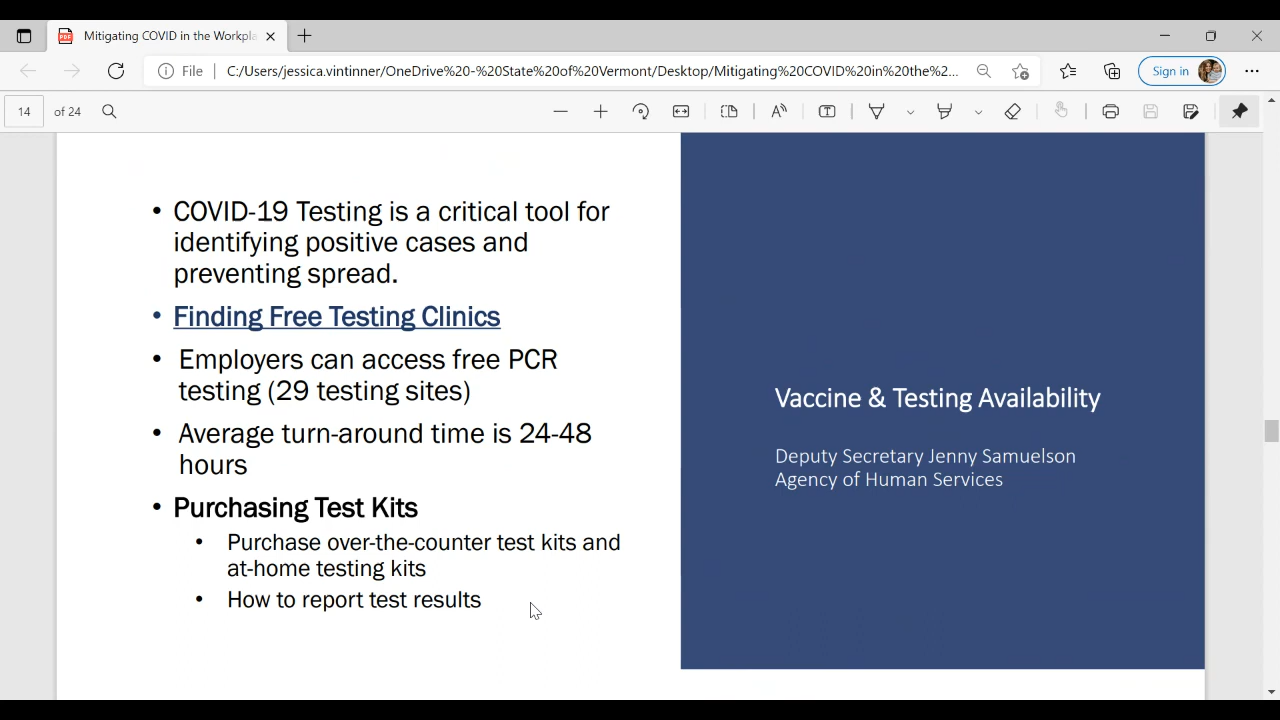 Mitigating COVID in the Workpla
File
C:/Users/jessica.vintinner/OneDrive%20-%20State%20of%20Vermont/Desktop/Mitigating%20COVID%20in%20the%2...
Sign in
14 of 24
• COVID-19 Testing is a critical tool for
identifying positive cases and
preventing spread.
• Finding Free Testing Clinics
• Employers can access free PCR
testing (29 testing sites)
• Average turn-around time is 24-48
hours
• Purchasing Test Kits
• Purchase over-the-counter test kits and
at-home testing kits
• How to report test results
Vaccine & Testing Availability
Deputy Secretary Jenny Samuelson
Agency of Human Services